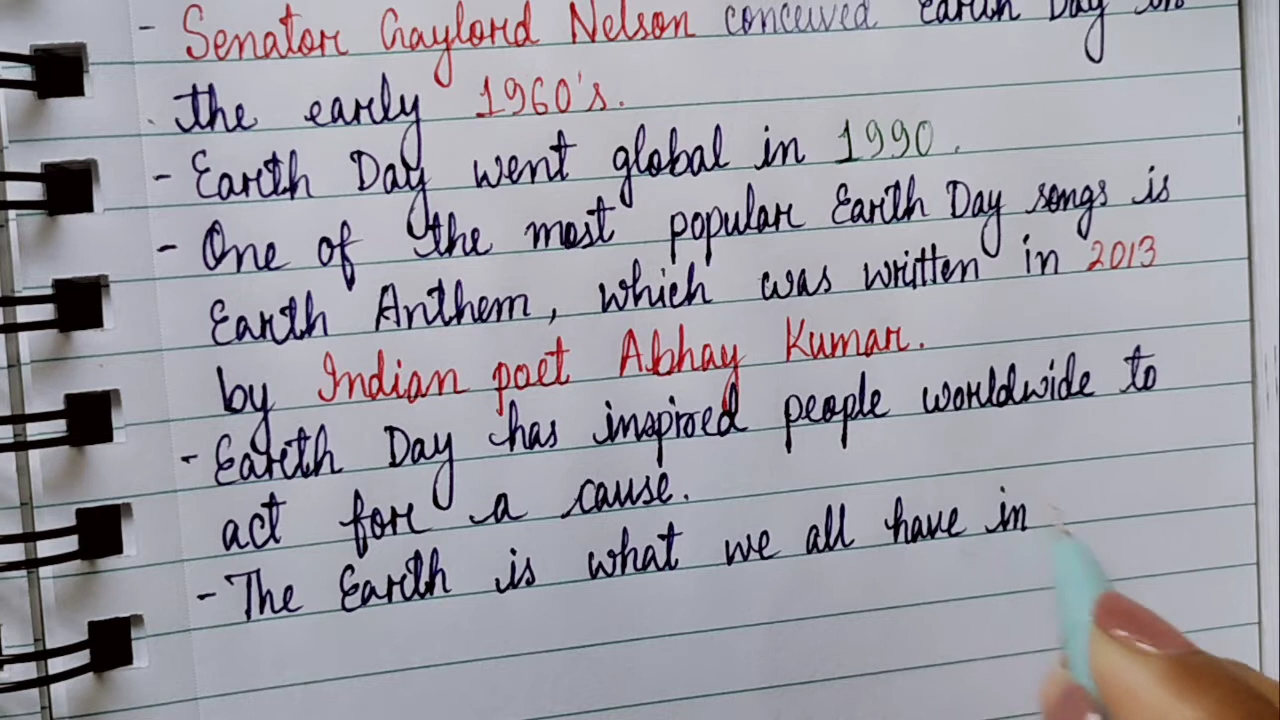 - Senator Gaylord Nelson conceived Earth Day in
the early 1960's.
- Earth Day went global in 1990.
- One of the most popular Earth Day songs is
Earth Anthem, which was written in 2013
by Indian poet Abhay Kumar.
- Earth Day has inspired people worldwide to
act for a cause.
- The Earth is what we all have in